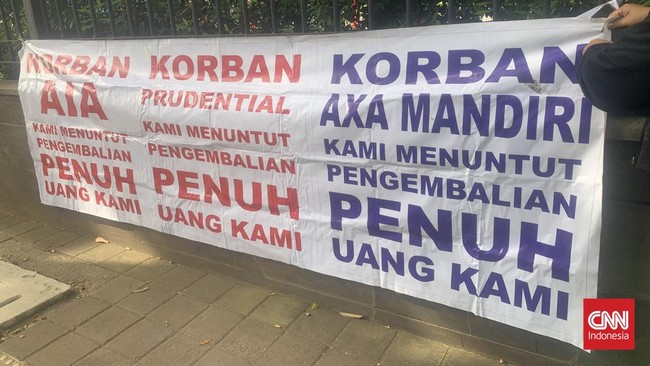 KORBAN
AIA
KAMI MENUNTUT
PENGEMBALIAN
PENUH
UANG KAMI
KORBAN
PRUDENTIAL
KAMI MENUNTUT
PENGEMBALIAN
PENUH
UANG KAMI
KORBAN
AXA MANDIRI
KAMI MENUNTUT
PENGEMBALIAN
PENUH
UANG KAMI
CNN
Indonesia